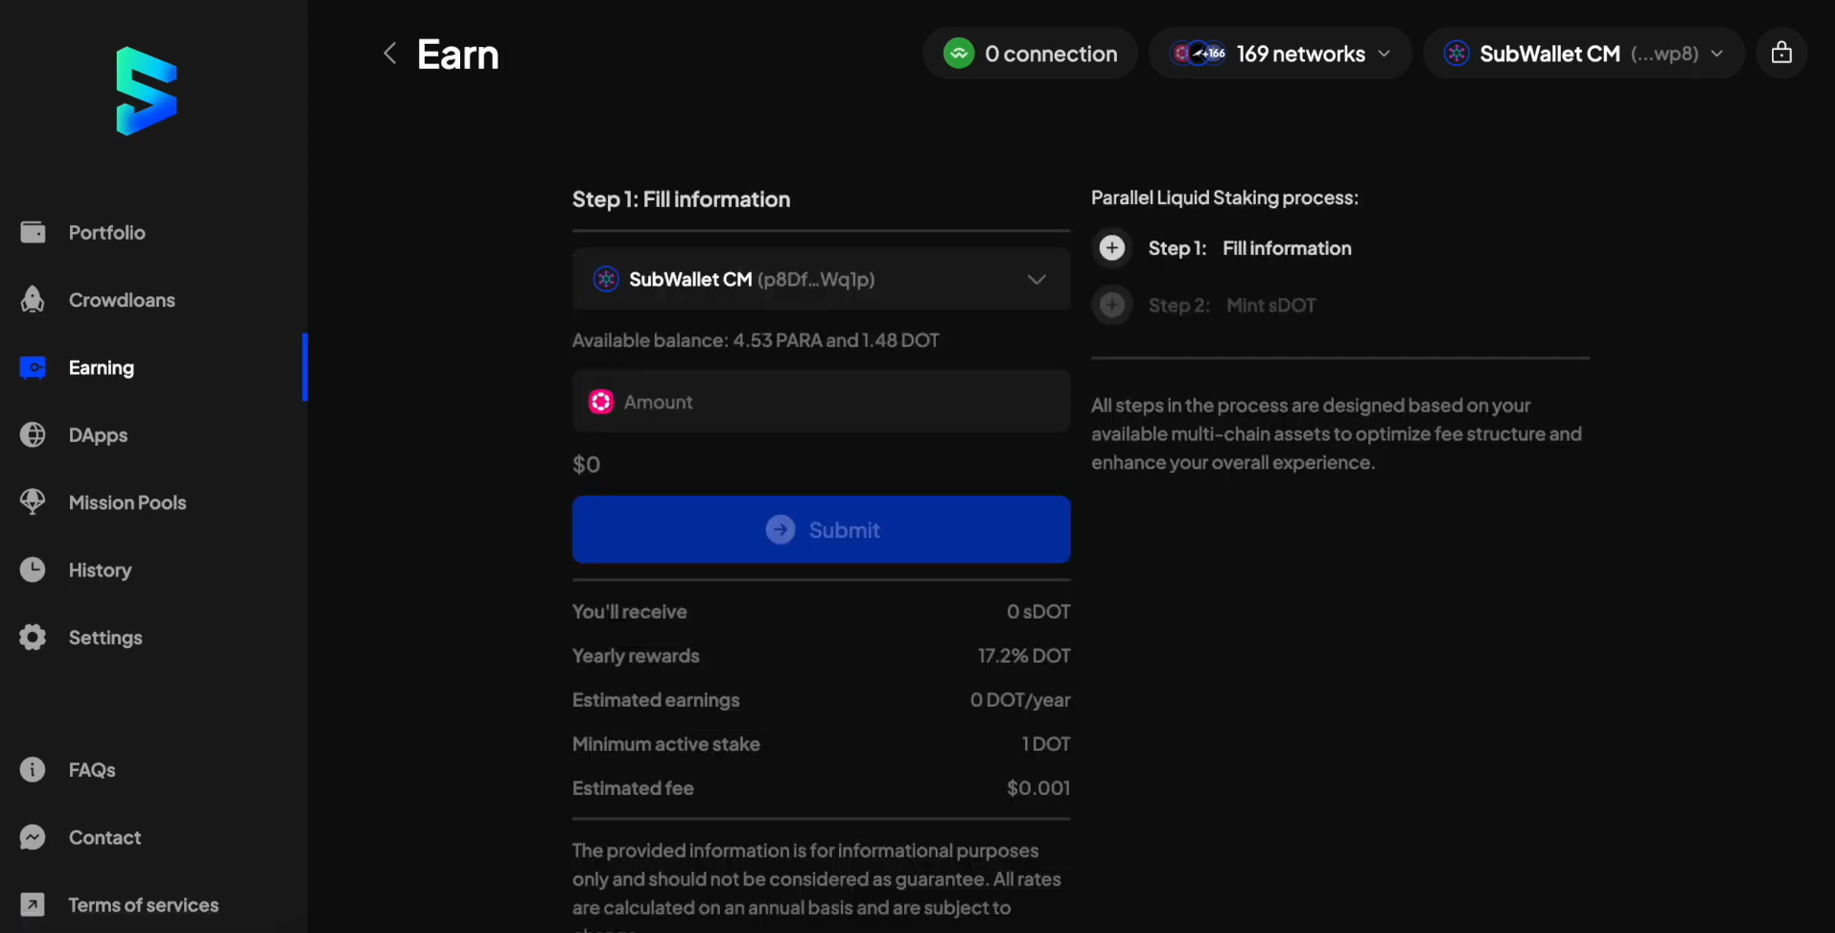 Earn
0 connection
+166
169 networks
SubWallet CM (...wp8)
Portfolio
Crowdloans
Earning
DApps
Mission Pools
History
Settings
FAQs
Contact
Terms of services
Step 1: Fill information
SubWallet CM (p8Df...Wq1p)
Available balance: 4.53 PARA and 1.48 DOT
Amount
$0
Submit
You'll receive 0 sDOT
Yearly rewards 17.2% DOT
Estimated earnings 0 DOT/year
Minimum active stake 1 DOT
Estimated fee $0.001
The provided information is for informational purposes
only and should not be considered as guarantee. All rates
are calculated on an annual basis and are subject to
Parallel Liquid Staking process:
Step 1: Fill information
Step 2: Mint sDOT
All steps in the process are designed based on your
available multi-chain assets to optimize fee structure and
enhance your overall experience.